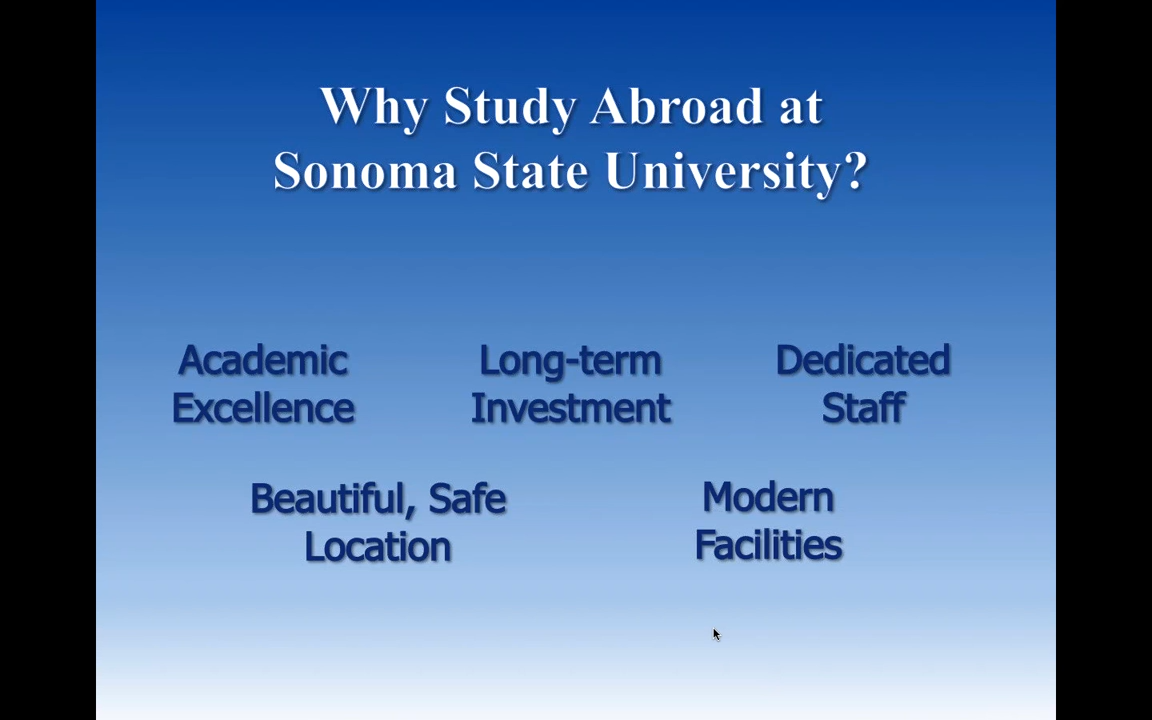 Why Study Abroad at
Sonoma State University?
Academic
Excellence
Long-term
Investment
Dedicated
Staff
Beautiful, Safe
Location
Modern
Facilities